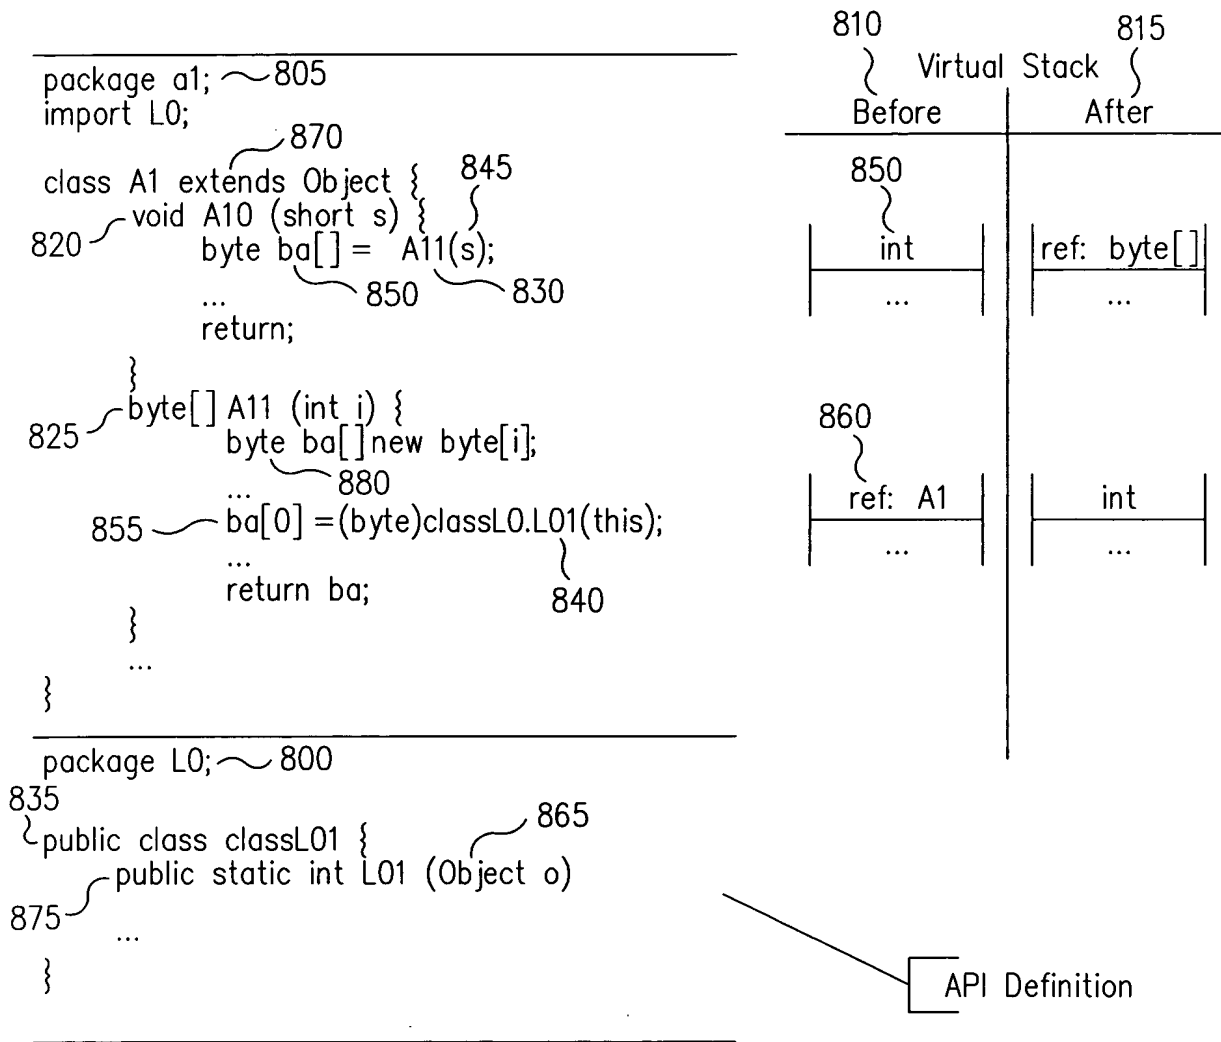 810
815
Virtual Stack
Before After
package a1; 805
import L0;
870
class A1 extends Object {
845
820 void A10 (short s) {
byte ba[] = A11(s);
850 830
...
return;
}
825 byte[] A11 (int i) {
byte ba[]new byte[i];
880
...
855 ba[0] =(byte)classL0.L01(this);
...
840
return ba;
}
...
}
850
int ref: byte[]
... ...
860
ref: A1 int
... ...
package L0; 800
835
public class classL01 {
865
875 public static int L01 (Object o)
...
}
API Definition